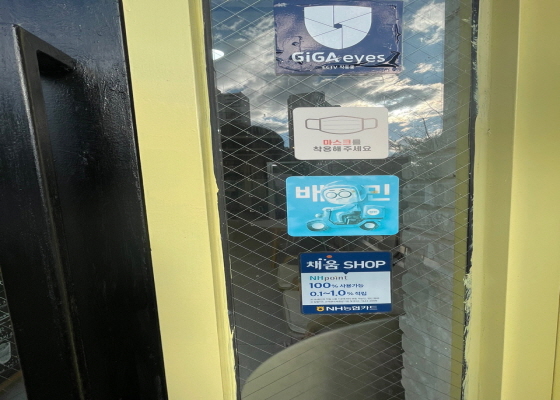 GiGA eyes
CCTV 작동중
마스크를
착용해 주세요
배민
채움 SHOP
NHpoint
100% 사용가능
0.1~1.0% 적립
NH농협카드